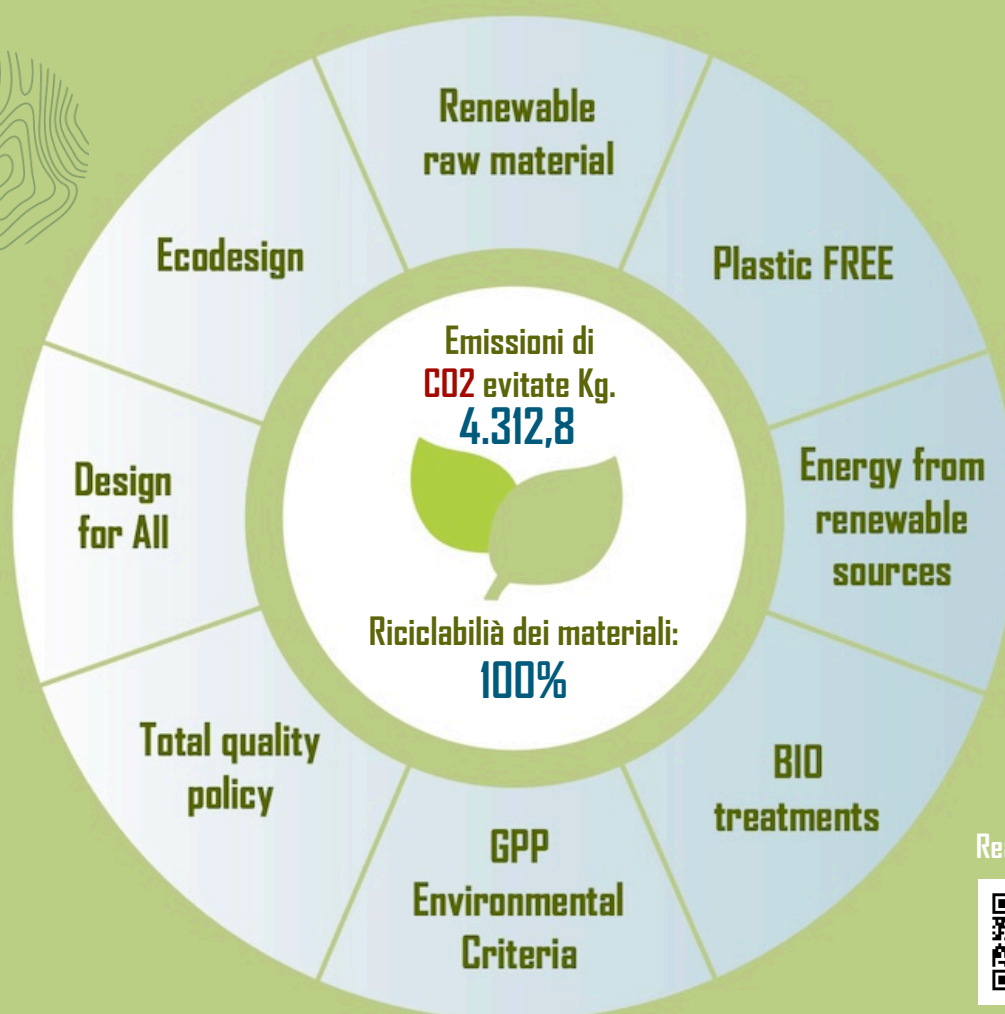 Renewable
raw material
Plastic FREE
Energy from
renewable
sources
BIO
treatments
GPP
Environmental
Criteria
Total quality
policy
Design
for All
Ecodesign
Emissioni di
CO2 evitate Kg.
4.312,8
Riciclabilià dei materiali:
100%